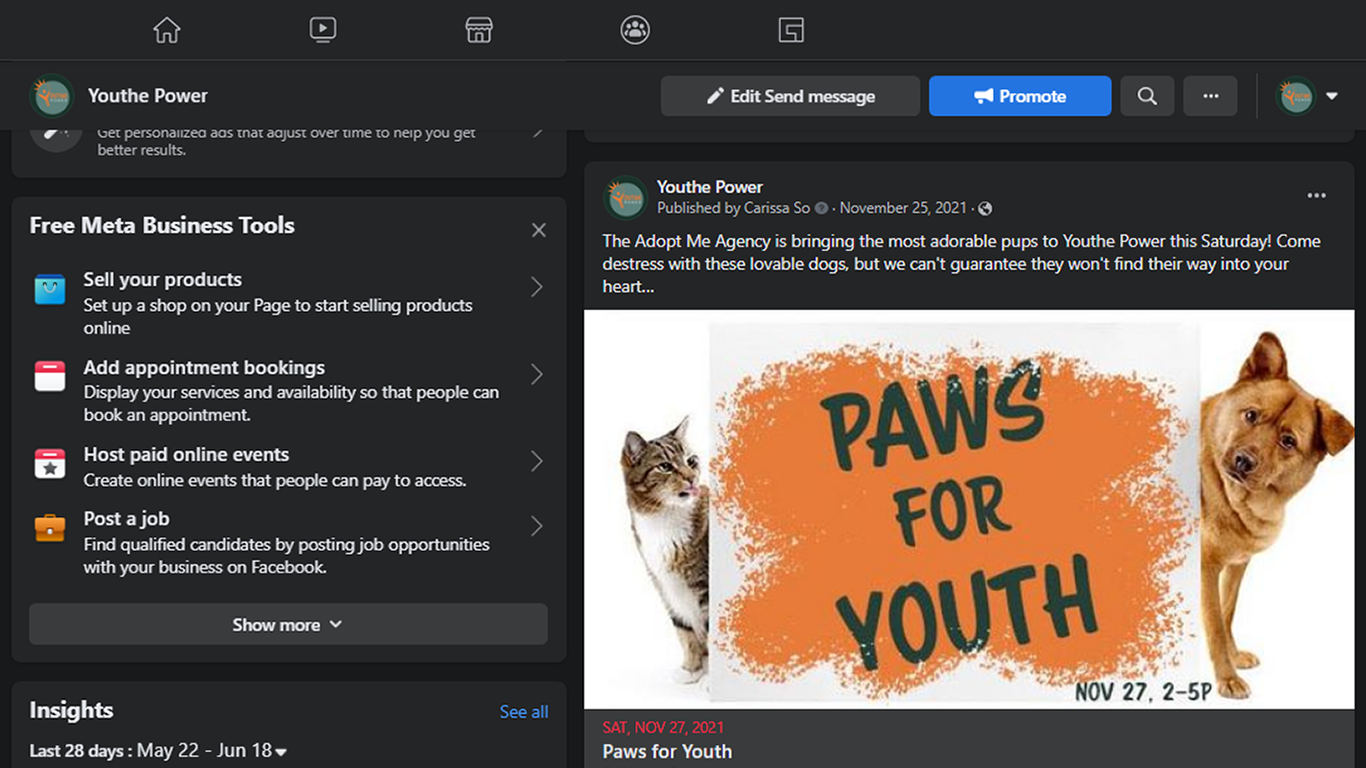 Youthe Power
Edit Send message
Promote
Get personalized ads that adjust over time to help you get
better results.
Free Meta Business Tools
Sell your products
Set up a shop on your Page to start selling products
online
Add appointment bookings
Display your services and availability so that people can
book an appointment.
Host paid online events
Create online events that people can pay to access.
Post a job
Find qualified candidates by posting job opportunities
with your business on Facebook.
Show more
Insights
See all
Last 28 days : May 22 - Jun 18
Youthe Power
Published by Carissa So · November 25, 2021 ·
The Adopt Me Agency is bringing the most adorable pups to Youthe Power this Saturday! Come
destress with these lovable dogs, but we can't guarantee they won't find their way into your
heart...
PAWS
FOR
YOUTH
NOV 27, 2-5P
SAT, NOV 27, 2021
Paws for Youth